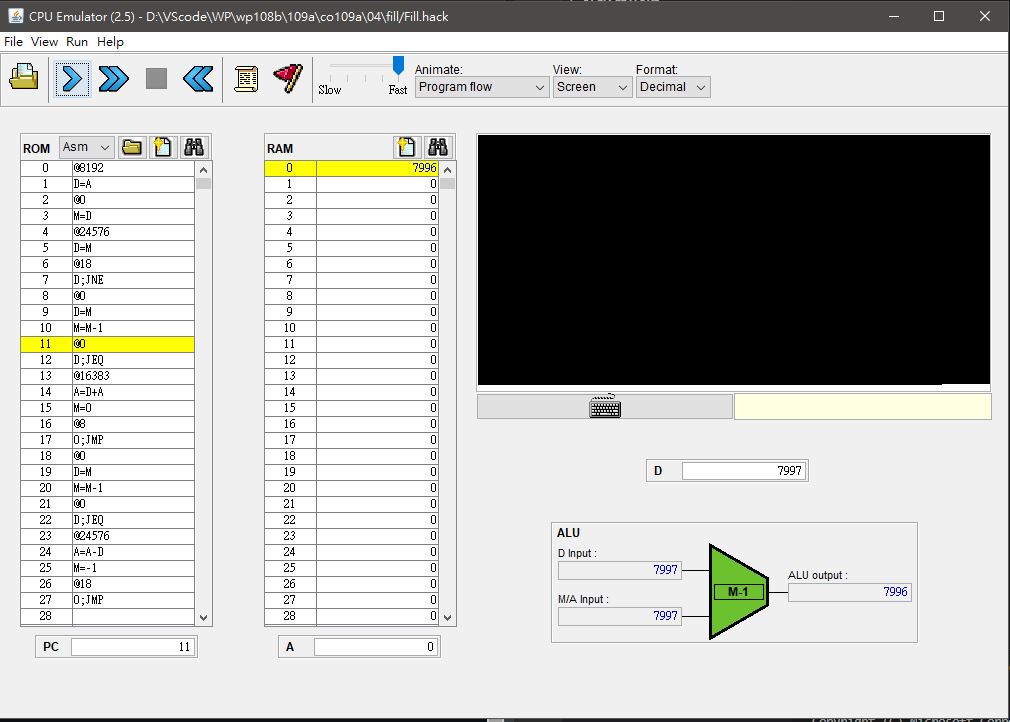 CPU Emulator (2.5) - D:\VScode\WP\wp108b\109a\co109a\04\fill/Fill.hack
File View Run Help
Animate: View: Format:
Slow Fast Program flow Screen Decimal
ROM Asm
0 @8192
1 D=A
2 @0
3 M=D
4 @24576
5 D=M
6 @18
7 D;JNE
8 @0
9 D=M
10 M=M-1
11 @0
12 D;JEQ
13 @16383
14 A=D+A
15 M=0
16 @8
17 0;JMP
18 @0
19 D=M
20 M=M-1
21 @0
22 D;JEQ
23 @24576
24 A=A-D
25 M=-1
26 @18
27 0;JMP
28
PC 11
RAM
0 7996
1 0
2 0
3 0
4 0
5 0
6 0
7 0
8 0
9 0
10 0
11 0
12 0
13 0
14 0
15 0
16 0
17 0
18 0
19 0
20 0
21 0
22 0
23 0
24 0
25 0
26 0
27 0
28 0
A 0
D 7997
ALU
D Input :
7997
M/A Input :
7997
M-1
ALU output :
7996